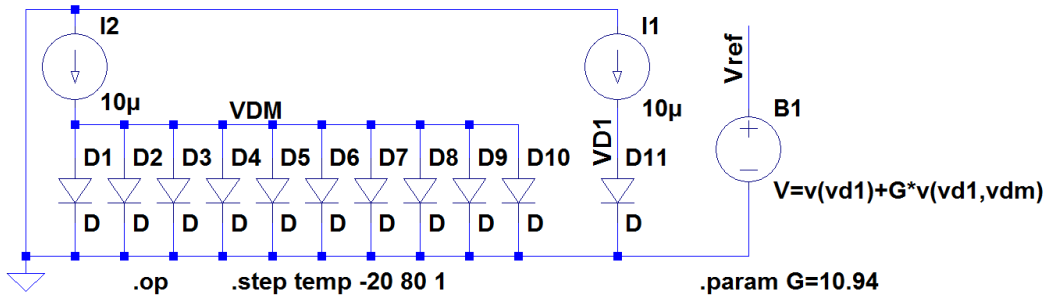 I2
I1
10µ
10µ
VDM
VD1
Vref
B1
D1 D2 D3 D4 D5 D6 D7 D8 D9 D10 D11
D D D D D D D D D D D
V=v(vd1)+G*v(vd1,vdm)
.op .step temp -20 80 1 .param G=10.94